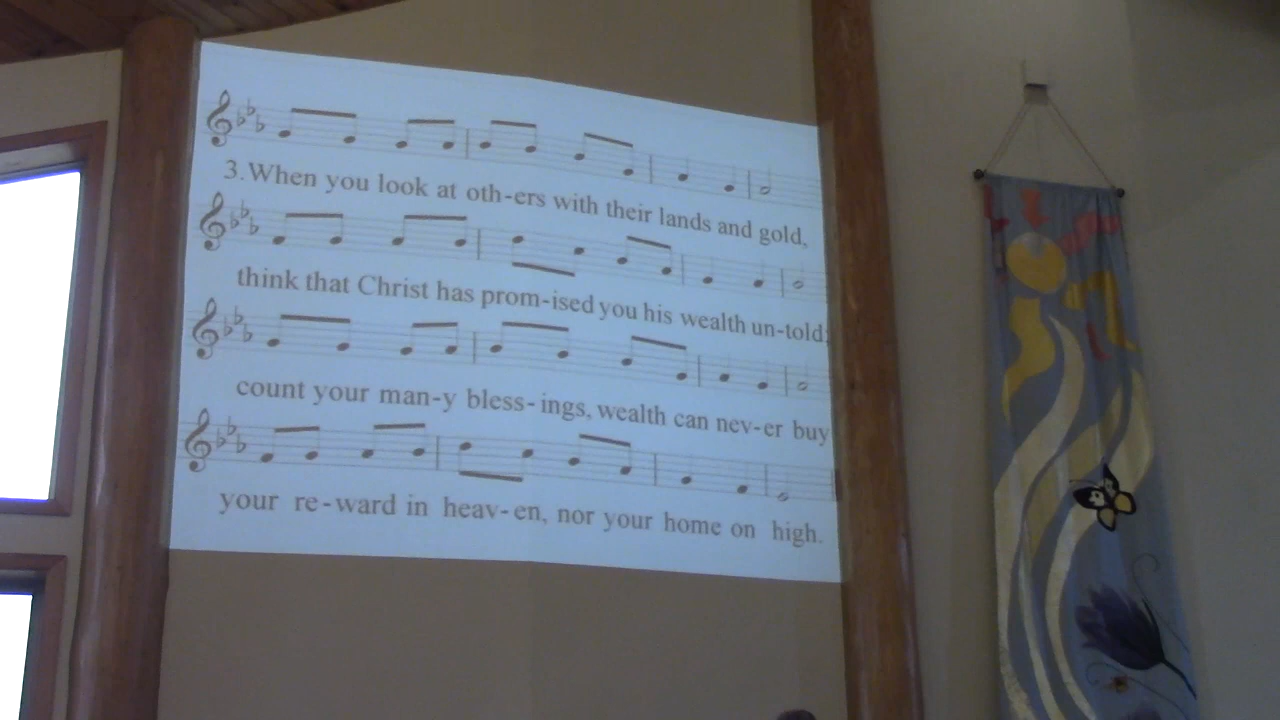 3. When you look at oth-ers with their lands and gold,
think that Christ has prom-ised you his wealth un-told;
count your man-y bless-ings, wealth can nev-er buy
your re-ward in heav-en, nor your home on high.